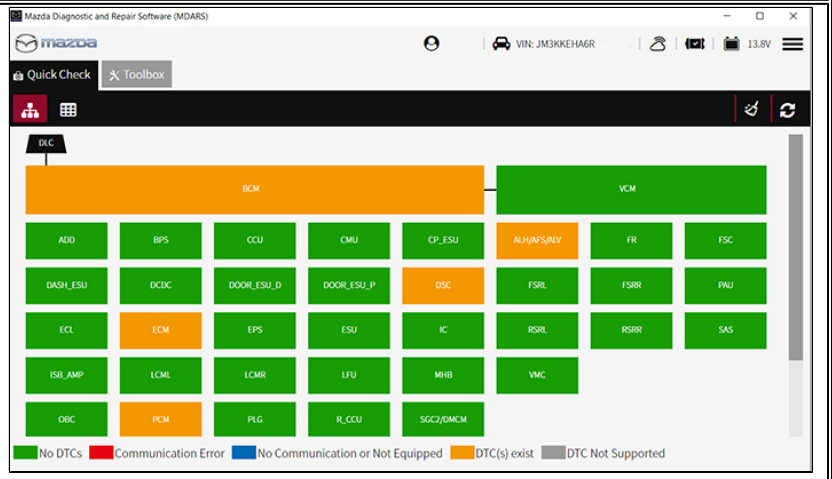 Mazda Diagnostic and Repair Software (MDARS)
mazda VIN: JM3KKEHA6R 13.8V
Quick Check Toolbox
DLC
BCM VCM
ADD BPS CCU CMU CP_ESU ALH/AFS/ALV FR FSC
DASH_ESU DCDC DOOR_ESU_D DOOR_ESU_P DSC FSRL FSRR PAU
ECL ECM EPS ESU IC RSRL RSRR SAS
ISB_AMP LCML LCMR LFU MHB VMC
OBC PCM PLG R_CCU SGC2/DMCM
No DTCs Communication Error No Communication or Not Equipped DTC(s) exist DTC Not Supported